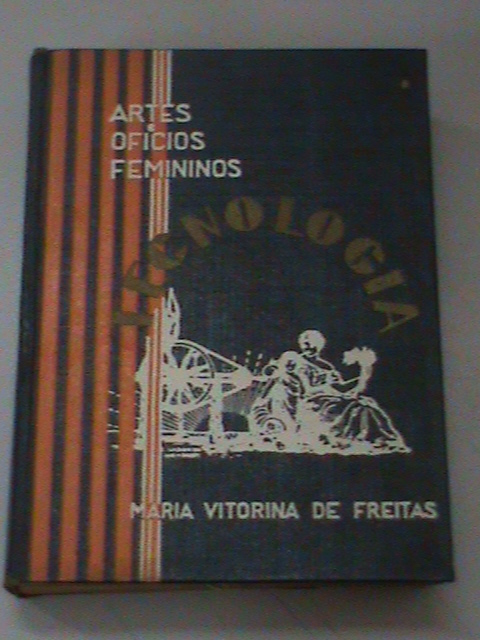 ARTES
E
OFÍCIOS
FEMININOS
TECNOLOGIA
MARIA VITORINA DE FREITAS